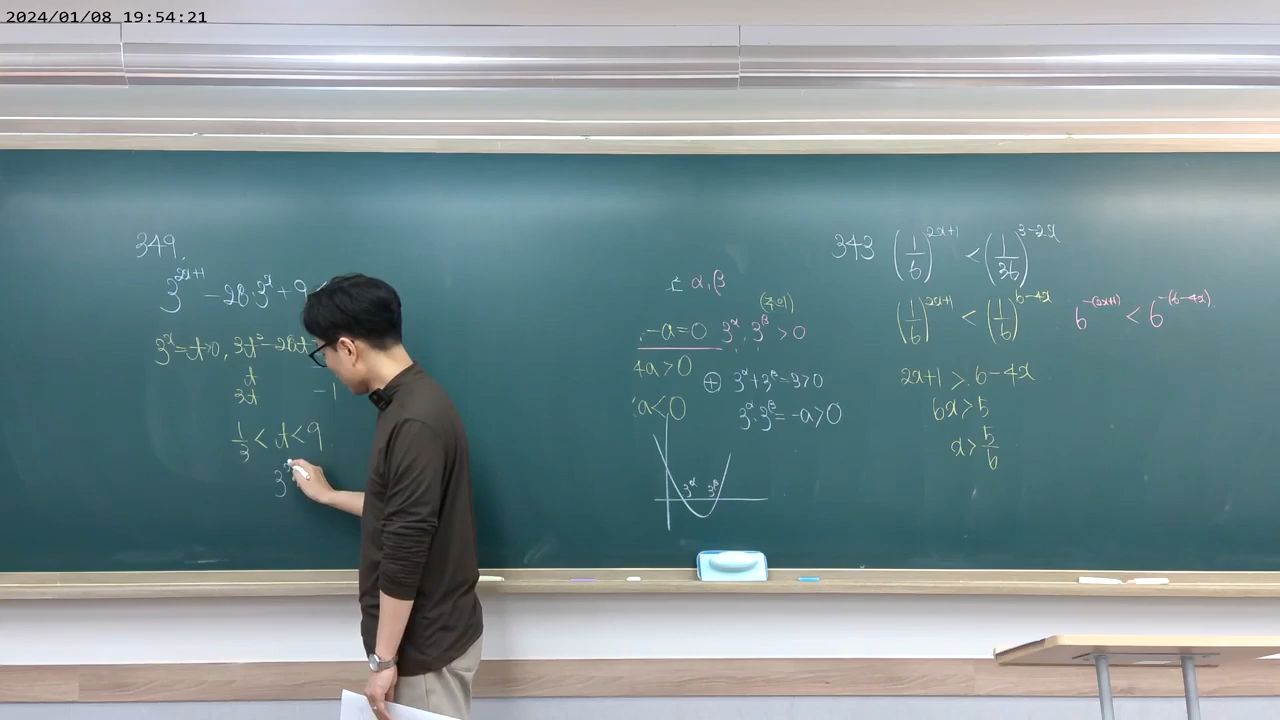 2024/01/08 19:54:21
349.
3^{2x+1} - 28·3^x + 9
3^x = t > 0, 3t² - 28t
t
3t -1
1/3 < t < 9
3^x
근 α, β
(주의)
-a = 0 3^α, 3^β > 0
4a > 0
⊕ 3^α + 3^β = 9 > 0
a < 0 3^α · 3^β = -a > 0
3^α 3^β
343 (1/6)^{2x+1} < (1/36)^{3-2x}
(1/6)^{2x+1} < (1/6)^{6-4x} 6^{-(2x+1)} < 6^{-(6-4x)}.
2x+1 > 6-4x
6x > 5
x > 5/6